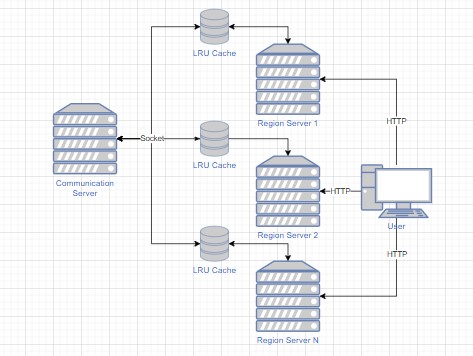 LRU Cache
Region Server 1
HTTP
Socket
LRU Cache
Communication
Server
HTTP
Region Server 2
User
HTTP
LRU Cache
Region Server N